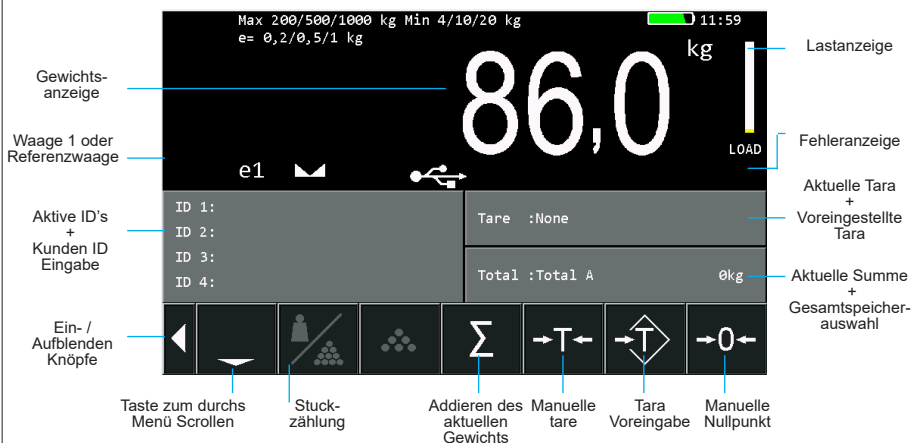 Max 200/500/1000 kg Min 4/10/20 kg
e= 0,2/0,5/1 kg
11:59
86,0
kg
LOAD
e1
ID 1:
ID 2:
ID 3:
ID 4:
Tare :None
Total :Total A 0kg
Σ
→T←
→T
→0←
Gewichts-
anzeige
Waage 1 oder
Referenzwaage
Aktive ID’s
+
Kunden ID
Eingabe
Ein- /
Aufblenden
Knöpfe
Lastanzeige
Fehleranzeige
Aktuelle Tara
+
Voreingestellte
Tara
Aktuelle Summe
+
Gesamtspeicher-
auswahl
Taste zum durchs
Menü Scrollen
Stuck-
zählung
Addieren des
aktuellen
Gewichts
Manuelle
tare
Tara
Voreingabe
Manuelle
Nullpunkt